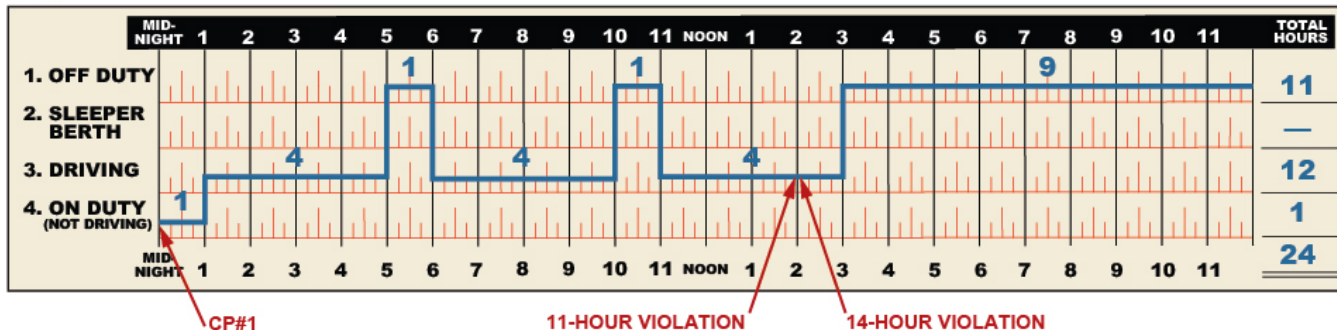 MID-NIGHT 1 2 3 4 5 6 7 8 9 10 11 NOON 1 2 3 4 5 6 7 8 9 10 11 TOTAL HOURS
1. OFF DUTY 1 1 9 11
2. SLEEPER BERTH —
3. DRIVING 4 4 4 12
4. ON DUTY (NOT DRIVING) 1 1
MID-NIGHT 1 2 3 4 5 6 7 8 9 10 11 NOON 1 2 3 4 5 6 7 8 9 10 11 24
CP#1 11-HOUR VIOLATION 14-HOUR VIOLATION